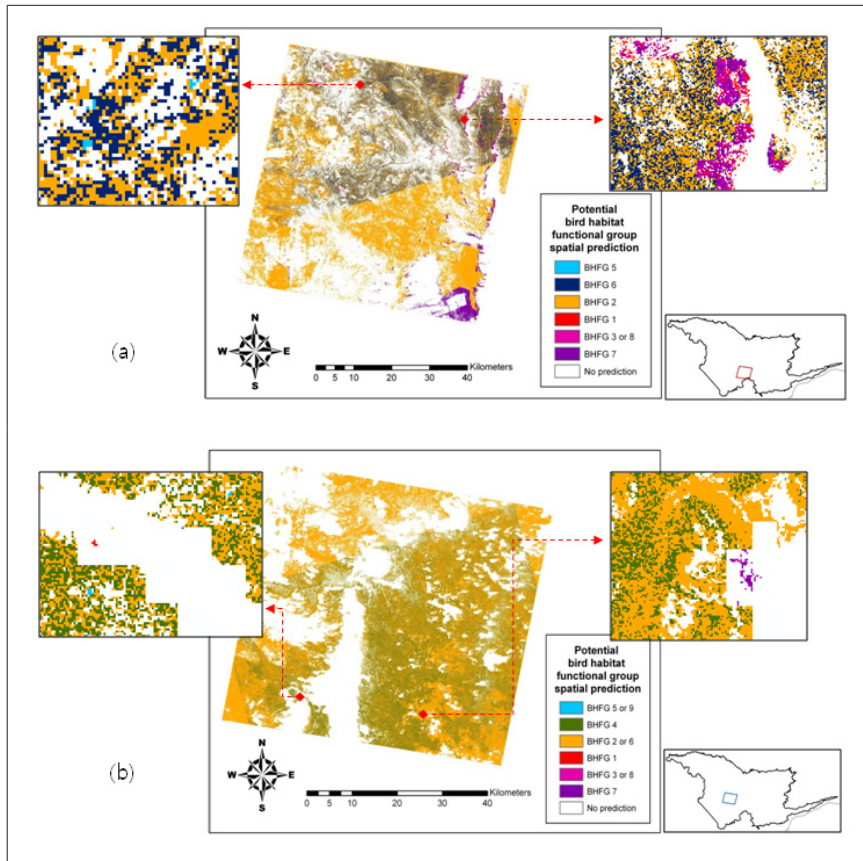 (a)
Potential
bird habitat
functional group
spatial prediction
BHFG 5
BHFG 6
BHFG 2
BHFG 1
BHFG 3 or 8
BHFG 7
No prediction
N
W E
S
Kilometers
0 5 10 20 30 40
(b)
Potential
bird habitat
functional group
spatial prediction
BHFG 5 or 9
BHFG 4
BHFG 2 or 6
BHFG 1
BHFG 3 or 8
BHFG 7
No prediction
N
W E
S
Kilometers
0 5 10 20 30 40